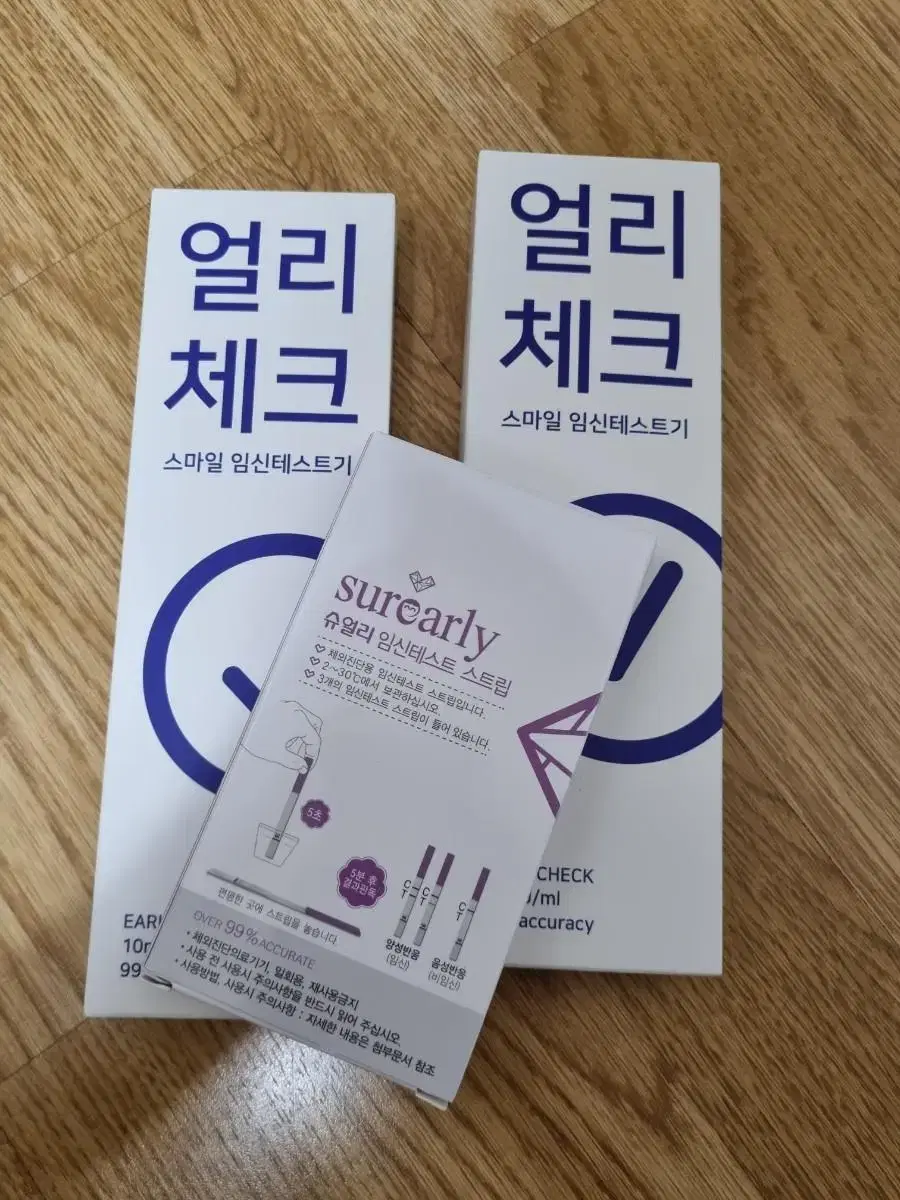 얼리
체크
스마일 임신테스트기
얼리
체크
스마일 임신테스트기
surearly
슈얼리 임신테스트 스트립
체외진단용 임신테스트 스트립입니다.
2~30℃에서 보관하십시오.
3개의 임신테스트 스트립이 들어 있습니다.
5초
5분 후
결과판독
편편한 곳에 스트립을 놓습니다.
C
T
C
T
C
T
양성반응
(임신)
음성반응
(비임신)
OVER 99% ACCURATE
• 체외진단의료기기, 일회용, 재사용금지
• 사용 전 사용시 주의사항을 반드시 읽어 주십시오.
• 사용방법, 사용시 주의사항 : 자세한 내용은 첨부문서 참조
EAR
10m
99
CHECK
/ml
accuracy